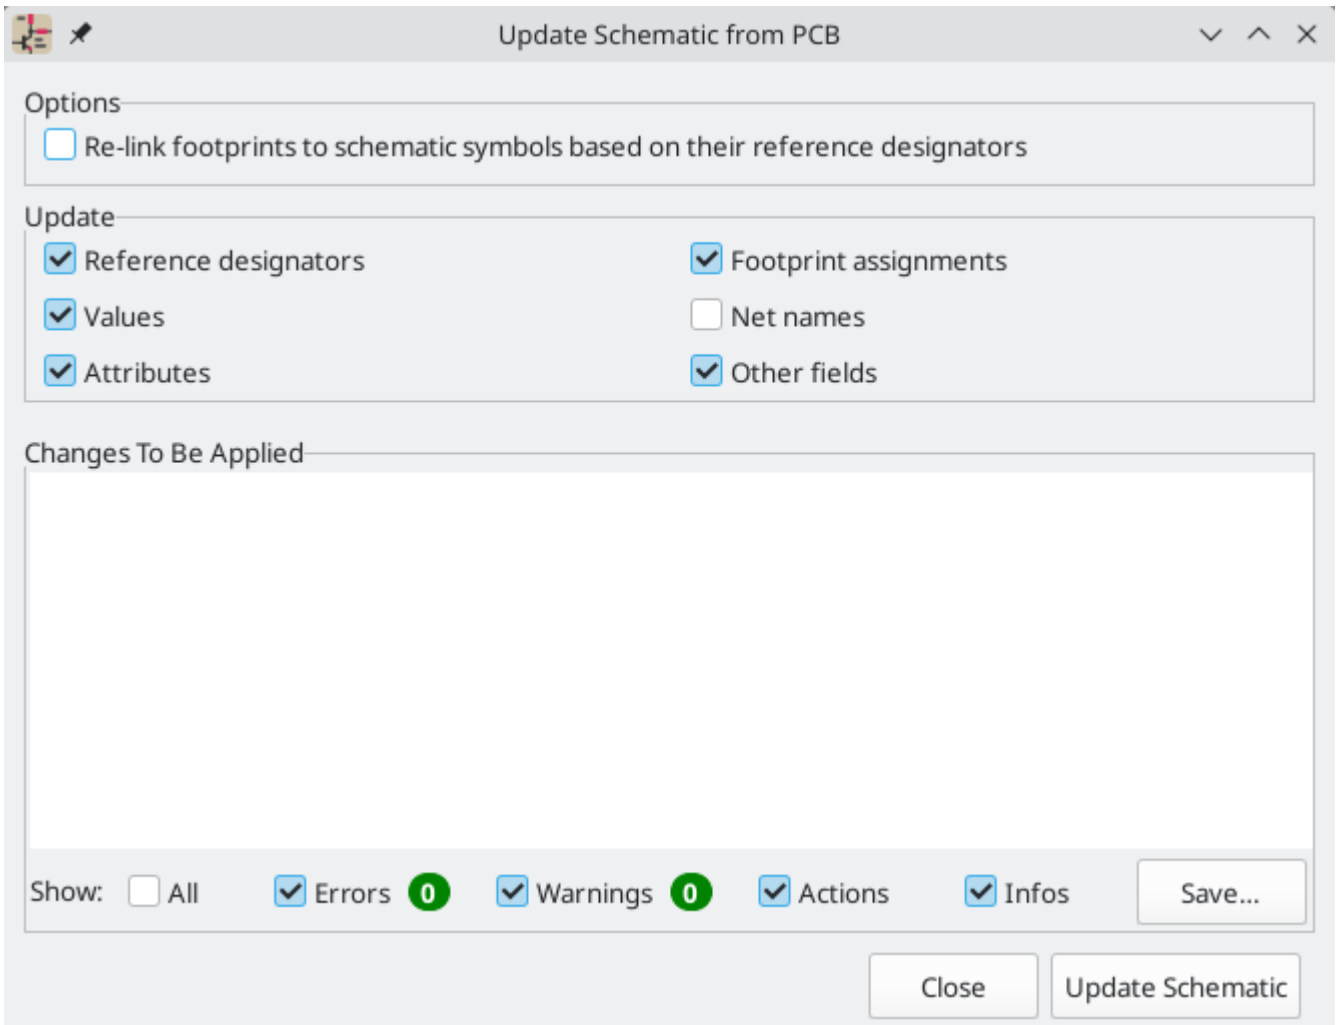 Update Schematic from PCB
Options
Re-link footprints to schematic symbols based on their reference designators
Update
Reference designators
Footprint assignments
Values
Net names
Attributes
Other fields
Changes To Be Applied
Show: All Errors 0 Warnings 0 Actions Infos Save...
Close Update Schematic